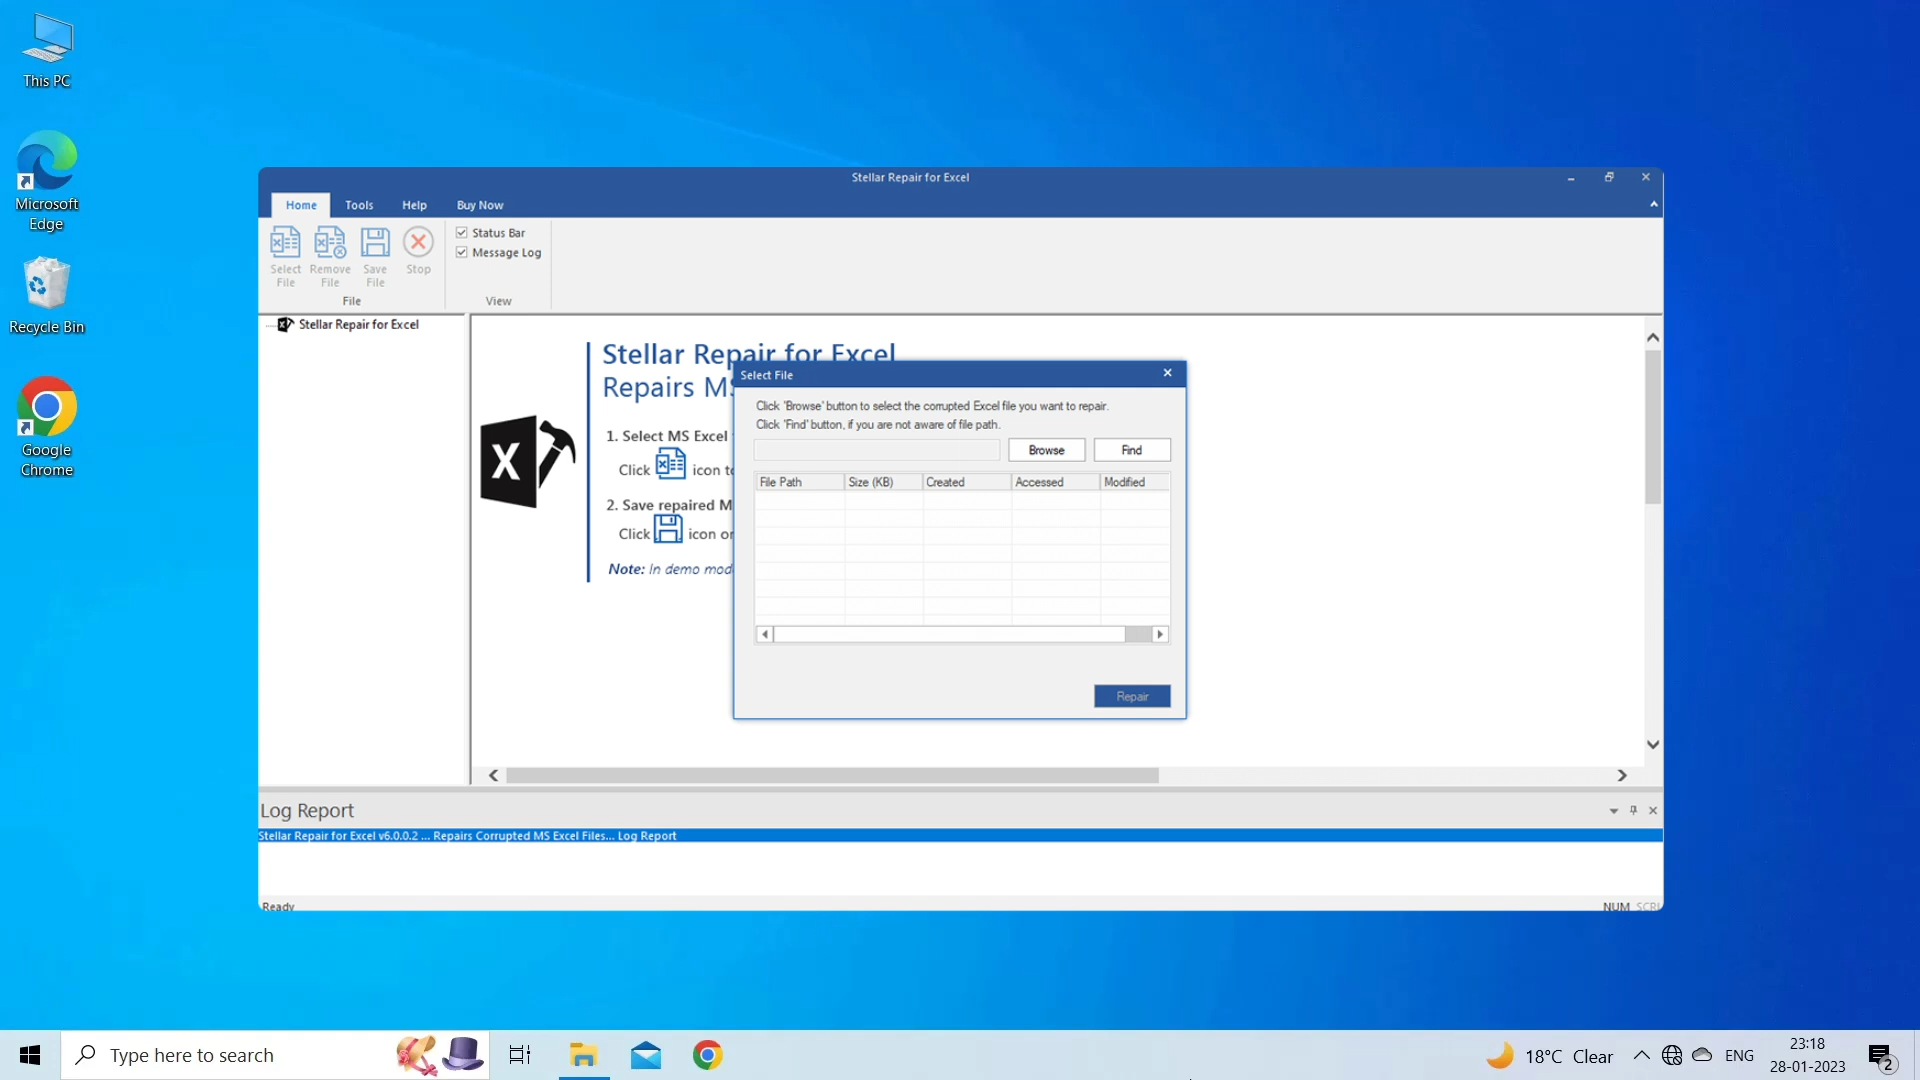 This PC
Microsoft
Edge
Recycle Bin
Google
Chrome
Stellar Repair for Excel
Home Tools Help Buy Now
Select
File
Remove
File
Save
File
Stop
File
Status Bar
Message Log
View
Stellar Repair for Excel
Stellar Repair for Excel
Repairs MS
1. Select MS Excel
Click icon to
2. Save repaired M
Click icon or
Note: In demo mod
Select File
Click 'Browse' button to select the corrupted Excel file you want to repair.
Click 'Find' button, if you are not aware of file path.
Browse Find
File Path Size (KB) Created Accessed Modified
Repair
Log Report
Stellar Repair for Excel v6.0.0.2 ... Repairs Corrupted MS Excel Files... Log Report
Ready
NUM SCRL
Type here to search
18°C Clear
ENG
23:18
28-01-2023
2